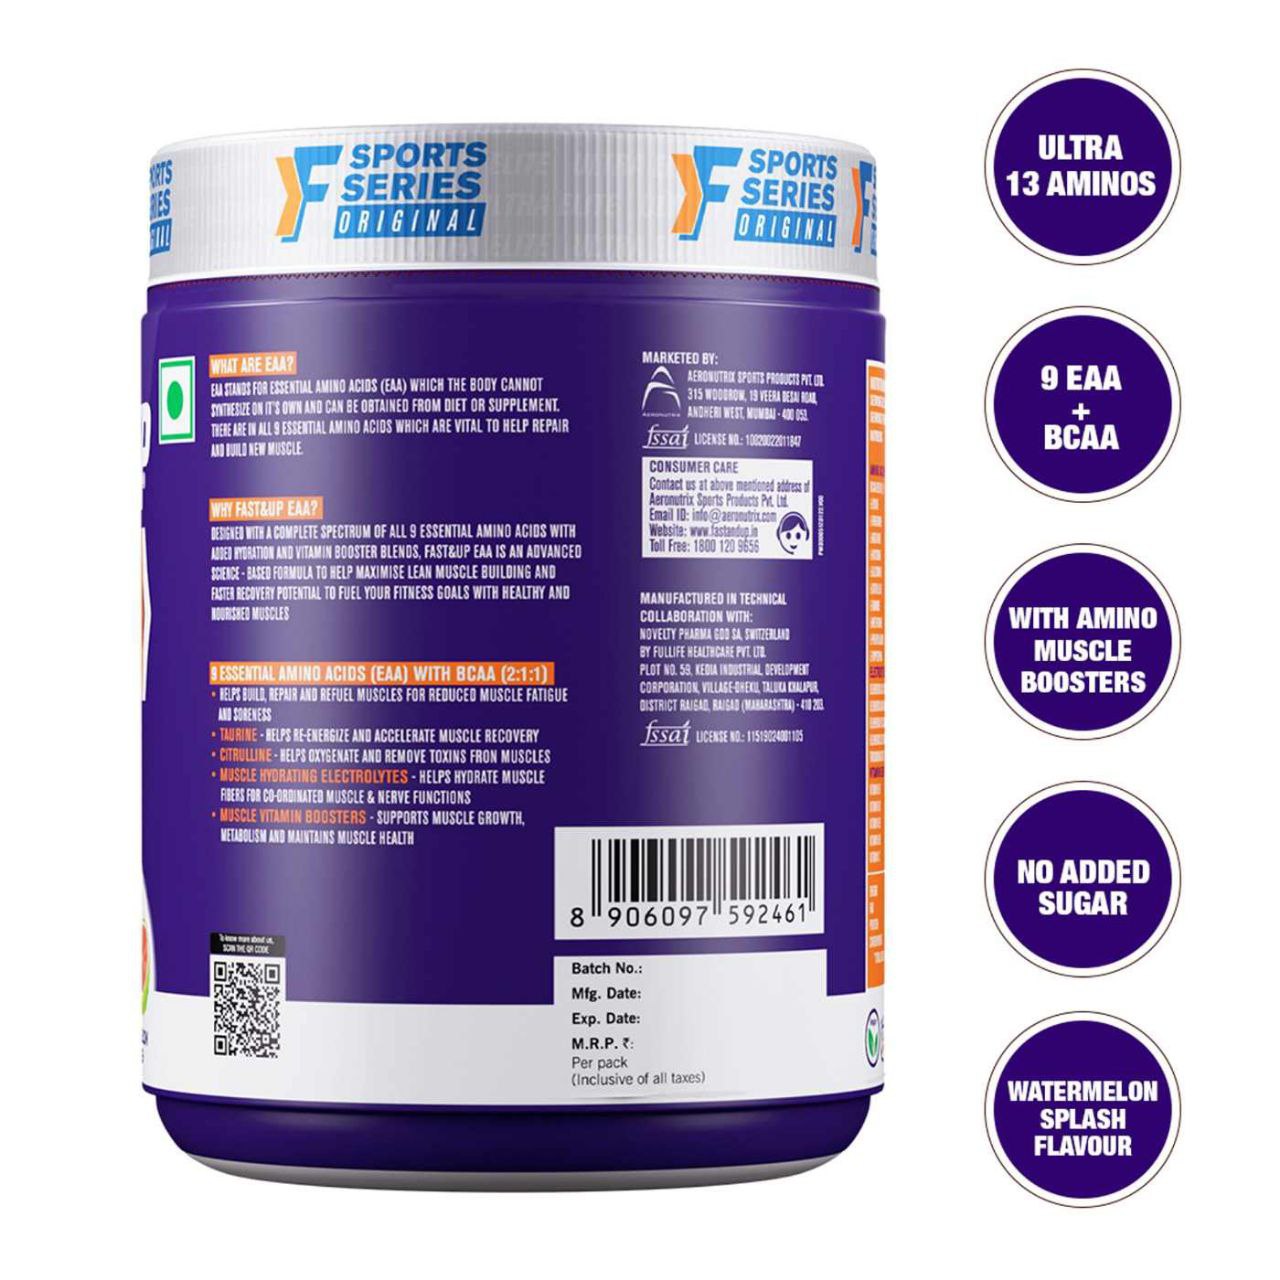 SPORTS
SERIES
ORIGINAL
SPORTS
SERIES
ORIGINAL
WHAT ARE EAA?
EAA STANDS FOR ESSENTIAL AMINO ACIDS (EAA) WHICH THE BODY CANNOT
SYNTHESIZE ON IT'S OWN AND CAN BE OBTAINED FROM DIET OR SUPPLEMENT.
THERE ARE IN ALL 9 ESSENTIAL AMINO ACIDS WHICH ARE VITAL TO HELP REPAIR
AND BUILD NEW MUSCLE.
WHY FAST&UP EAA?
DESIGNED WITH A COMPLETE SPECTRUM OF ALL 9 ESSENTIAL AMINO ACIDS WITH
ADDED HYDRATION AND VITAMIN BOOSTER BLENDS, FAST&UP EAA IS AN ADVANCED
SCIENCE - BASED FORMULA TO HELP MAXIMISE LEAN MUSCLE BUILDING AND
FASTER RECOVERY POTENTIAL TO FUEL YOUR FITNESS GOALS WITH HEALTHY AND
NOURISHED MUSCLES
9 ESSENTIAL AMINO ACIDS (EAA) WITH BCAA (2:1:1)
• HELPS BUILD, REPAIR AND REFUEL MUSCLES FOR REDUCED MUSCLE FATIGUE
AND SORENESS
• TAURINE - HELPS RE-ENERGIZE AND ACCELERATE MUSCLE RECOVERY
• CITRULLINE - HELPS OXYGENATE AND REMOVE TOXINS FRON MUSCLES
• MUSCLE HYDRATING ELECTROLYTES - HELPS HYDRATE MUSCLE
FIBERS FOR CO-ORDINATED MUSCLE & NERVE FUNCTIONS
• MUSCLE VITAMIN BOOSTERS - SUPPORTS MUSCLE GROWTH,
METABOLISM AND MAINTAINS MUSCLE HEALTH
To know more about us,
SCAN THE QR CODE
MARKETED BY:
AERONUTRIX
AERONUTRIX SPORTS PRODUCTS PVT. LTD.
315 WOODROW, 19 VEERA DESAI ROAD,
ANDHERI WEST, MUMBAI - 400 053.
fssai LICENSE NO.: 10020022011847
CONSUMER CARE
Contact us at above mentioned address of
Aeronutrix Sports Products Pvt. Ltd.
Email ID: info@aeronutrix.com
Website: www.fastandup.in
Toll Free: 1800 120 9656
MANUFACTURED IN TECHNICAL
COLLABORATION WITH:
NOVELTY PHARMA GOD SA, SWITZERLAND
BY FULLIFE HEALTHCARE PVT. LTD.
PLOT NO. 59, KEDIA INDUSTRIAL DEVELOPMENT
CORPORATION, VILLAGE-DHEKU, TALUKA KHALAPUR,
DISTRICT RAIGAD, RAIGAD (MAHARASHTRA) - 410 203.
fssai LICENSE NO.: 11519024001105
8 906097 592461
Batch No.:
Mfg. Date:
Exp. Date:
M.R.P. ₹:
Per pack
(Inclusive of all taxes)
ULTRA
13 AMINOS
9 EAA
+
BCAA
WITH AMINO
MUSCLE
BOOSTERS
NO ADDED
SUGAR
WATERMELON
SPLASH
FLAVOUR